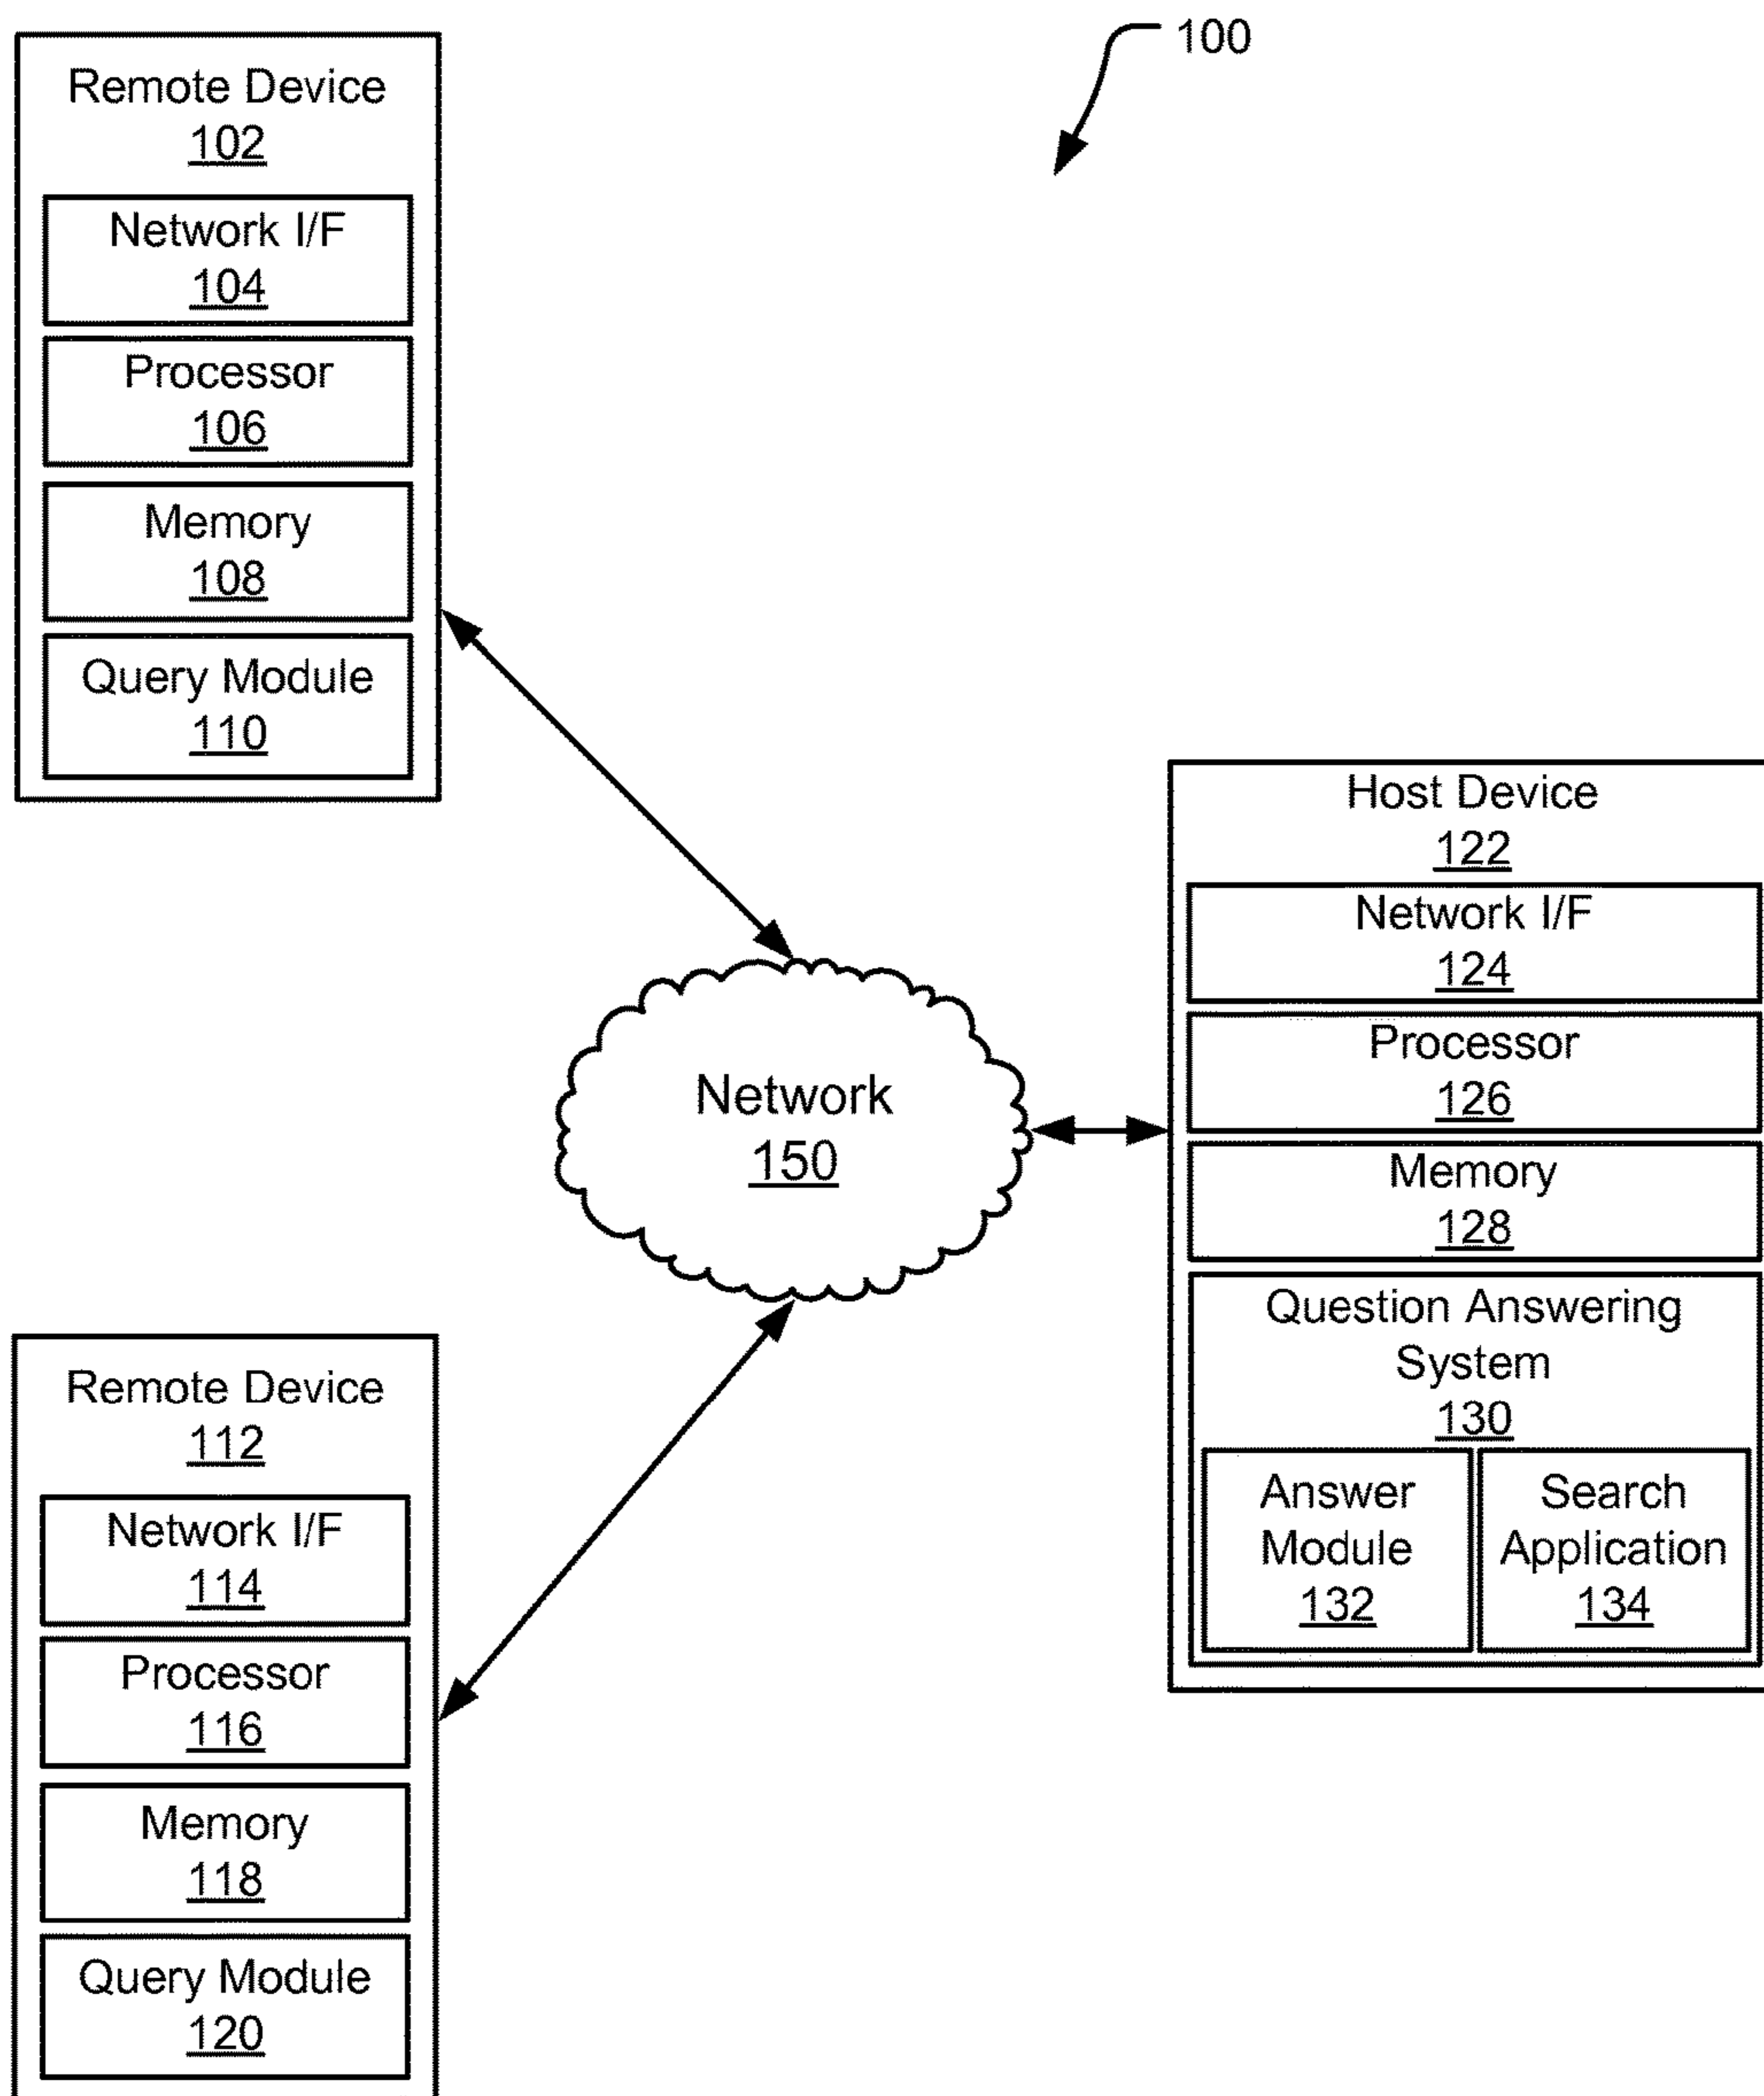 100
Remote Device
102
Network I/F
104
Processor
106
Memory
108
Query Module
110
Host Device
122
Network I/F
124
Processor
126
Memory
128
Question Answering
System
130
Answer
Module
132
Search
Application
134
Network
150
Remote Device
112
Network I/F
114
Processor
116
Memory
118
Query Module
120